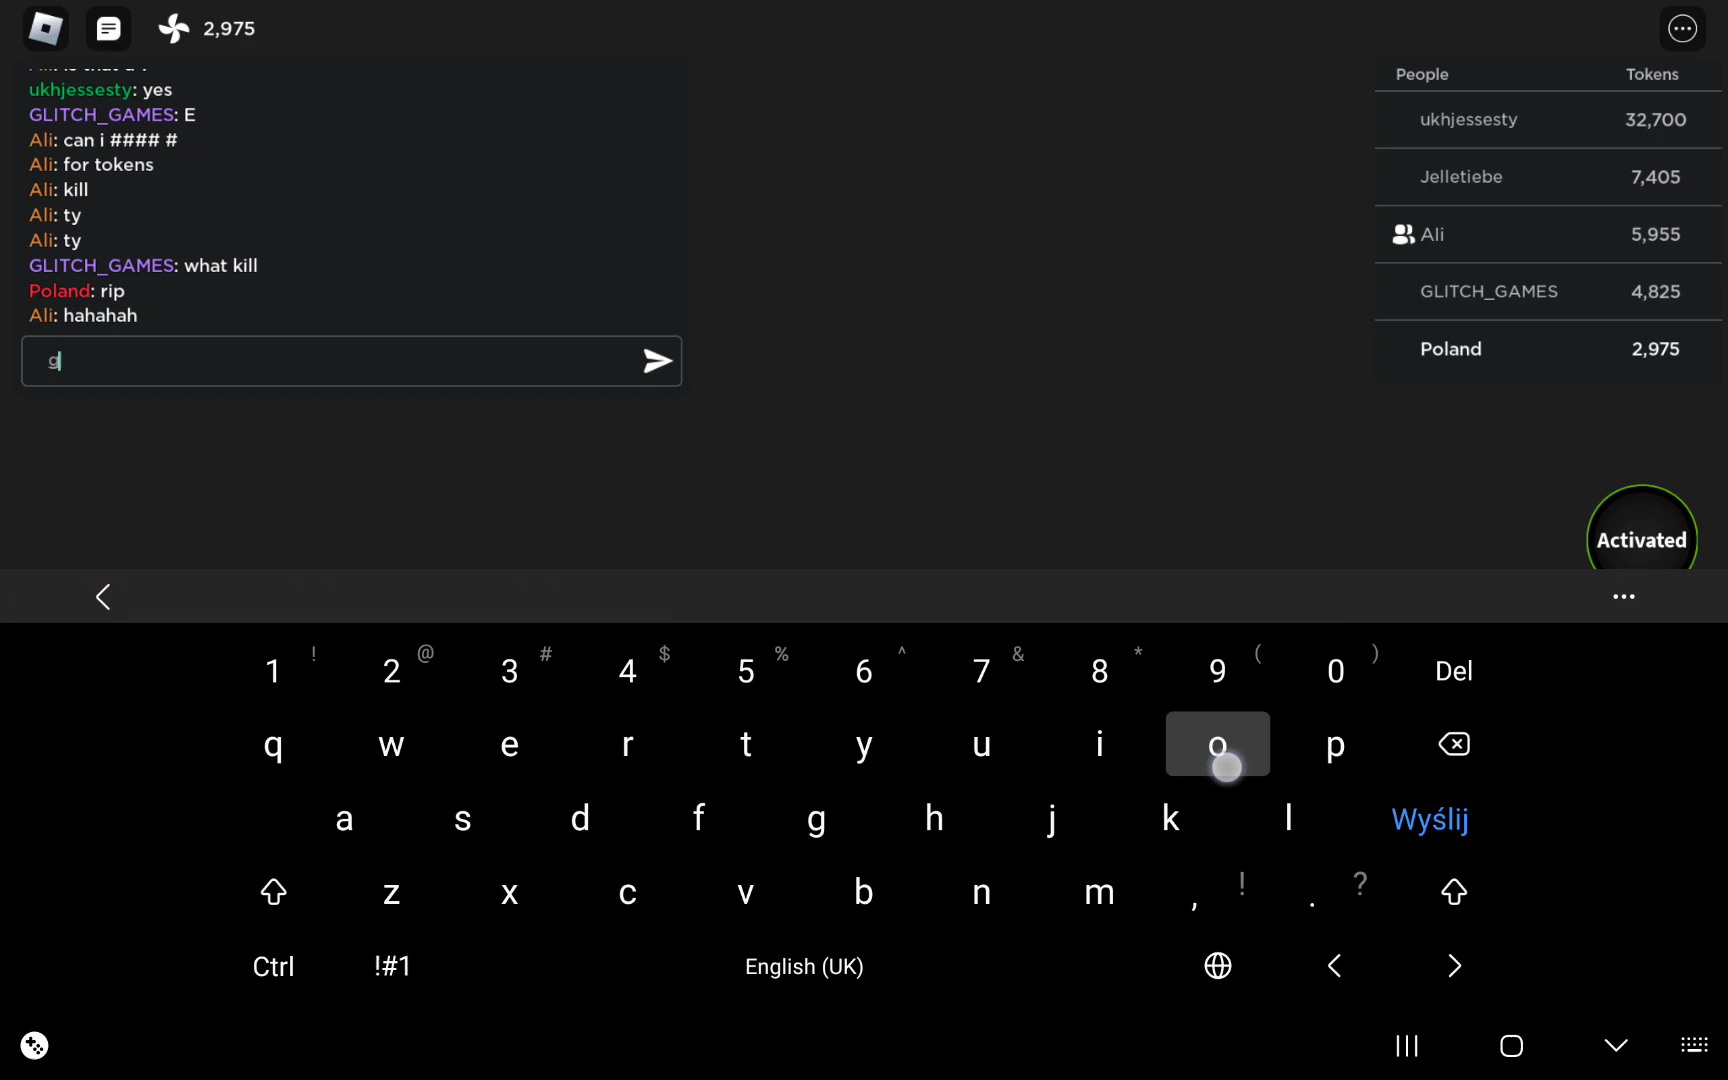 2,975
ukhjessesty: yes
GLITCH_GAMES: E
Ali: can i #### #
Ali: for tokens
Ali: kill
Ali: ty
Ali: ty
GLITCH_GAMES: what kill
Poland: rip
Ali: hahahah
g
People Tokens
ukhjessesty 32,700
Jelletiebe 7,405
Ali 5,955
GLITCH_GAMES 4,825
Poland 2,975
Activated
1 ! 2 @ 3 # 4 $ 5 % 6 ^ 7 & 8 * 9 ( 0 ) Del
q w e r t y u i o p
a s d f g h j k l Wyślij
z x c v b n m , ! . ?
Ctrl !#1 English (UK)